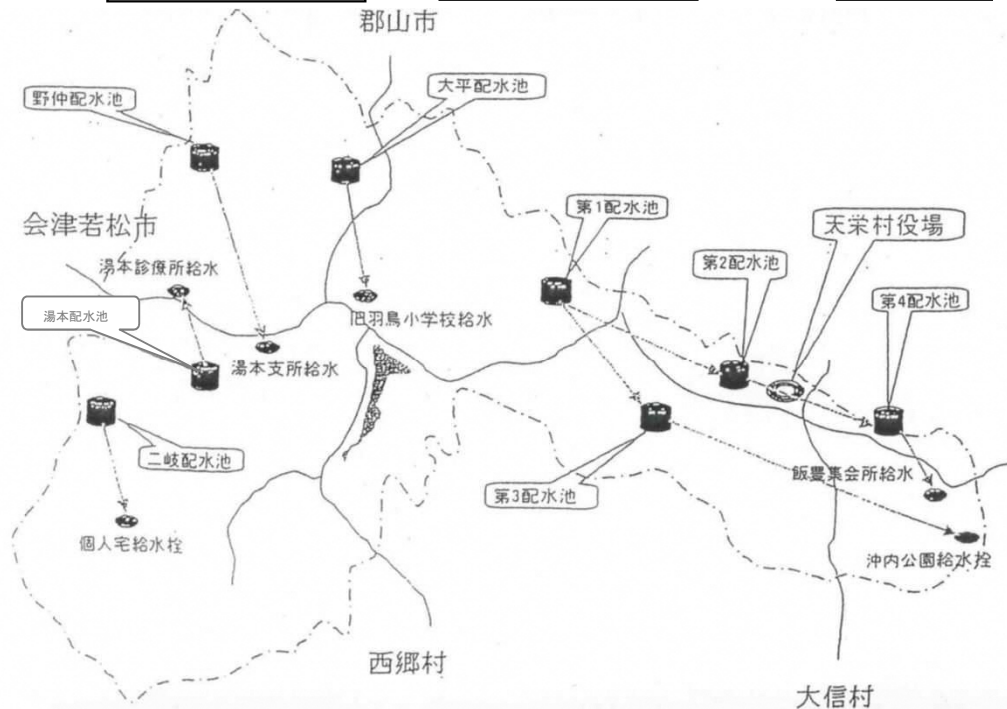 郡山市
野仲配水池
大平配水池
会津若松市
第1配水池
天栄村役場
湯本診療所給水
第2配水池
第4配水池
湯本配水池
旧羽鳥小学校給水
湯本支所給水
二岐配水池
飯豊集会所給水
第3配水池
個人宅給水栓
沖内公園給水栓
西郷村
大信村